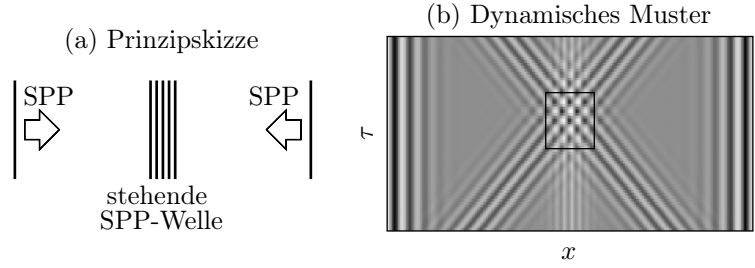 (a) Prinzipskizze
SPP
SPP
stehende
SPP-Welle
(b) Dynamisches Muster
τ
x